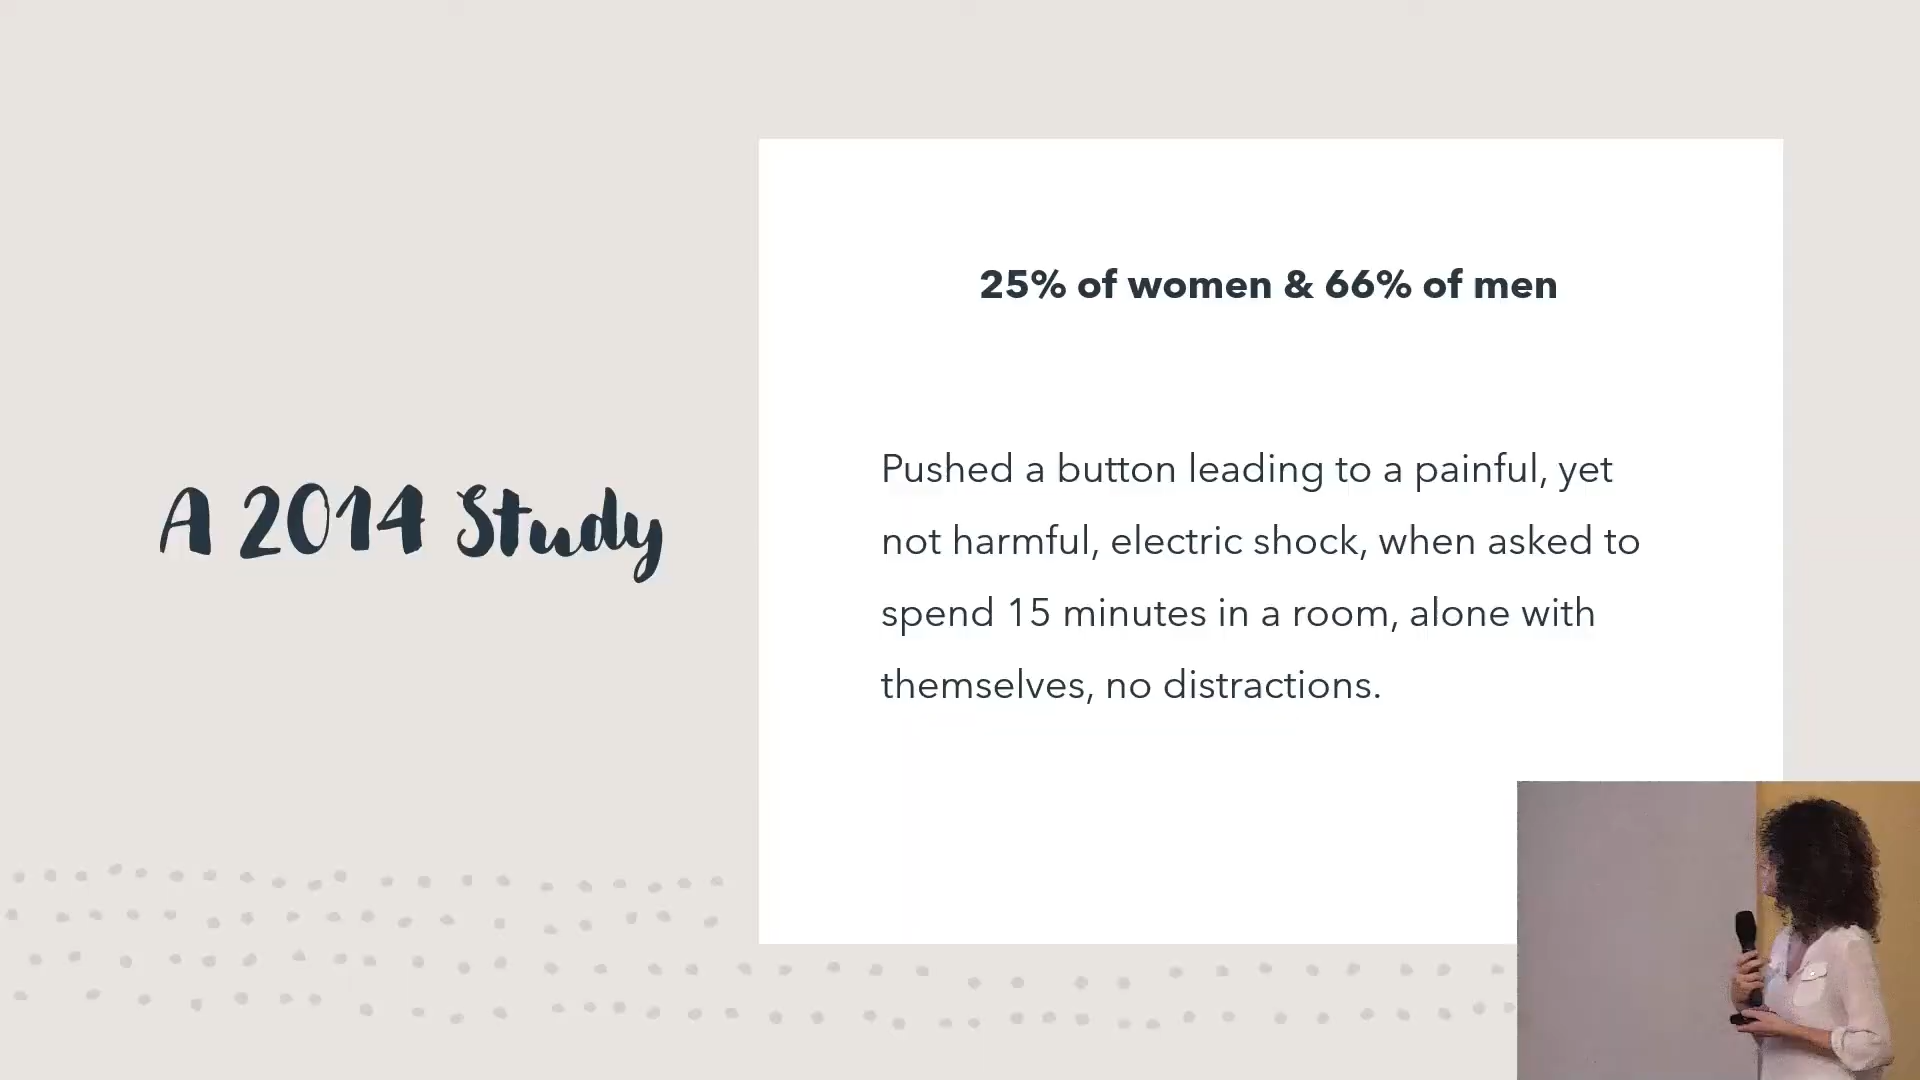 A 2014 Study
25% of women & 66% of men
Pushed a button leading to a painful, yet
not harmful, electric shock, when asked to
spend 15 minutes in a room, alone with
themselves, no distractions.